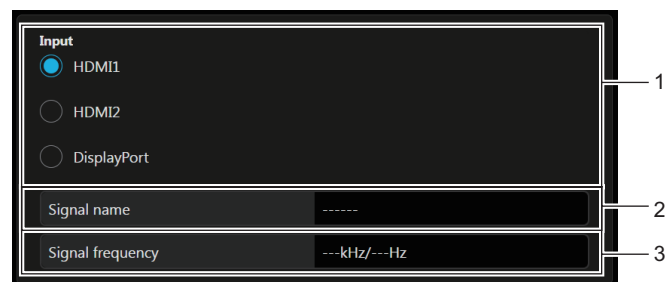 Input
HDMI1
1
HDMI2
DisplayPort
Signal name ------ 2
Signal frequency ---kHz/---Hz 3